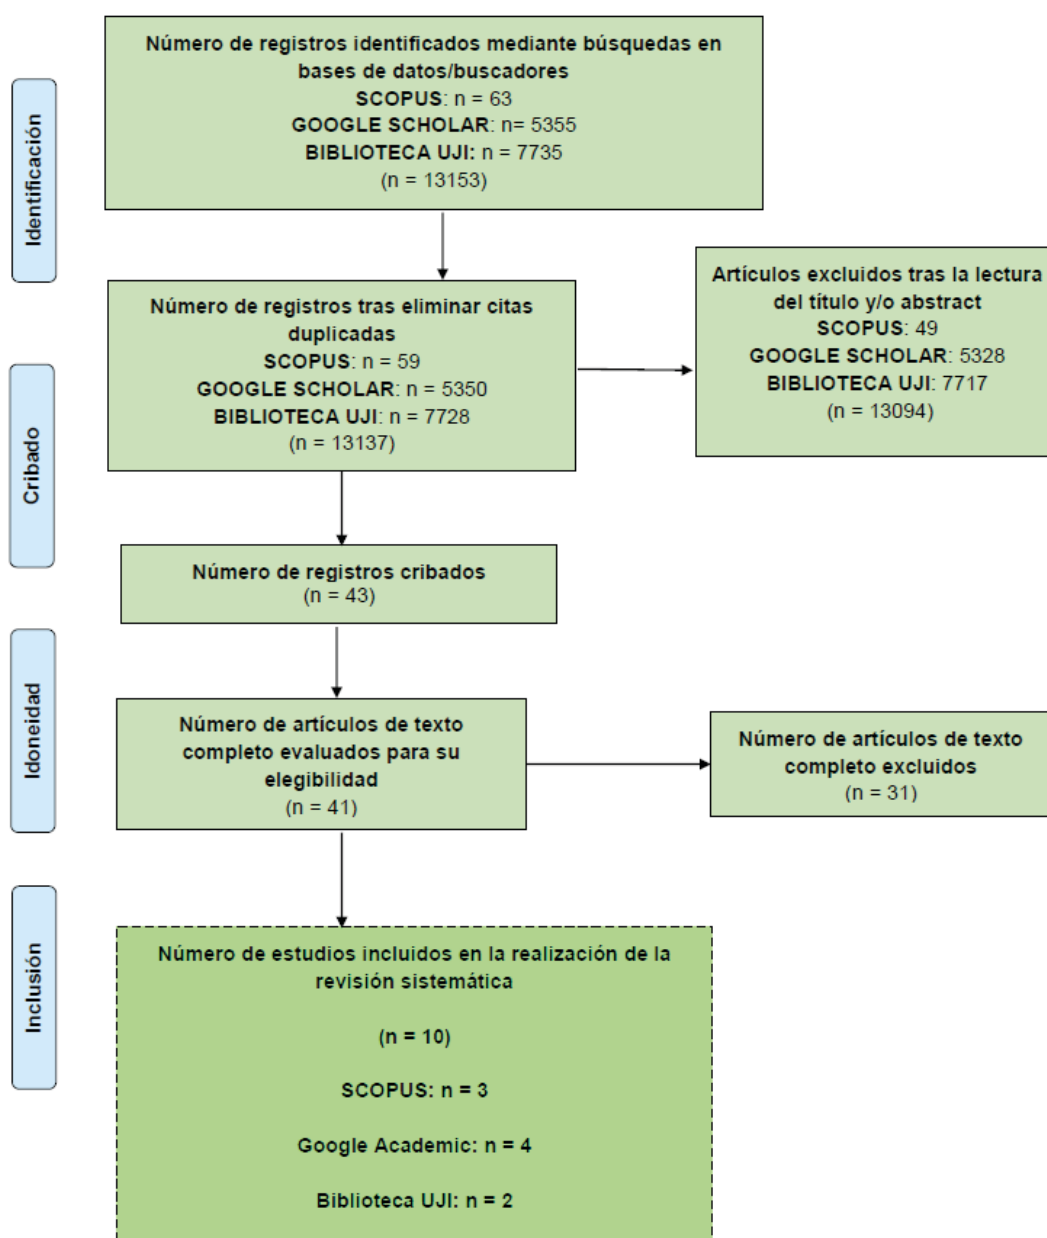 Identificación
Número de registros identificados mediante búsquedas en
bases de datos/buscadores
SCOPUS: n = 63
GOOGLE SCHOLAR: n= 5355
BIBLIOTECA UJI: n = 7735
(n = 13153)
Cribado
Número de registros tras eliminar citas
duplicadas
SCOPUS: n = 59
GOOGLE SCHOLAR: n = 5350
BIBLIOTECA UJI: n = 7728
(n = 13137)
Artículos excluidos tras la lectura
del título y/o abstract
SCOPUS: 49
GOOGLE SCHOLAR: 5328
BIBLIOTECA UJI: 7717
(n = 13094)
Número de registros cribados
(n = 43)
Idoneidad
Número de artículos de texto
completo evaluados para su
elegibilidad
(n = 41)
Número de artículos de texto
completo excluidos
(n = 31)
Inclusión
Número de estudios incluidos en la realización de la
revisión sistemática
(n = 10)
SCOPUS: n = 3
Google Academic: n = 4
Biblioteca UJI: n = 2